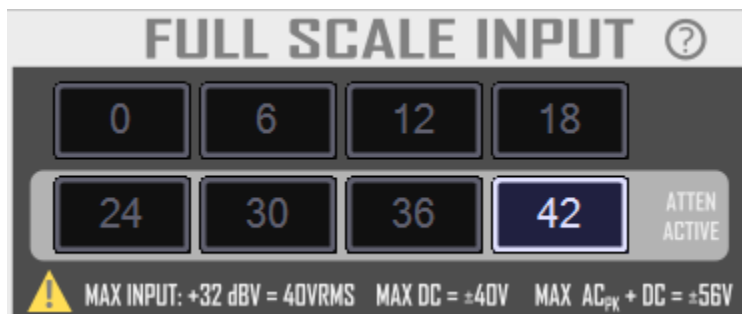 FULL SCALE INPUT ?
0 6 12 18
24 30 36 42 ATTEN ACTIVE
MAX INPUT: +32 dBV = 40VRMS MAX DC = ±40V MAX ACPK + DC = ±56V